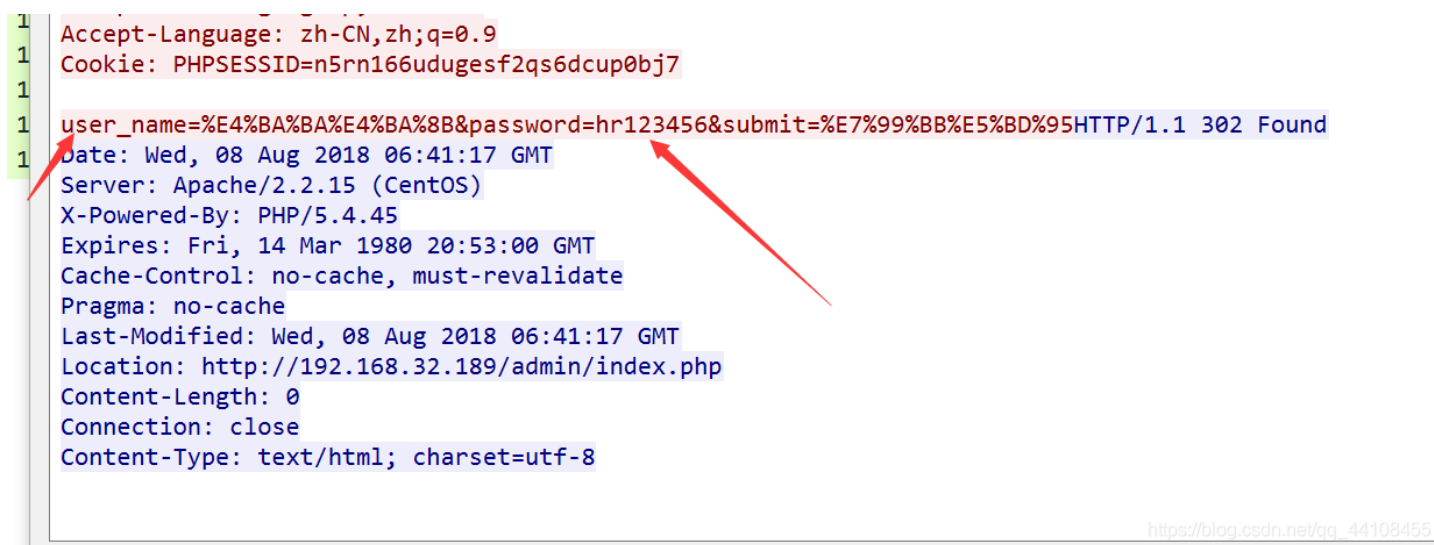 Accept-Language: zh-CN,zh;q=0.9
Cookie: PHPSESSID=n5rn166udugesf2qs6dcup0bj7
user_name=%E4%BA%BA%E4%BA%8B&password=hr123456&submit=%E7%99%BB%E5%BD%95HTTP/1.1 302 Found
Date: Wed, 08 Aug 2018 06:41:17 GMT
Server: Apache/2.2.15 (CentOS)
X-Powered-By: PHP/5.4.45
Expires: Fri, 14 Mar 1980 20:53:00 GMT
Cache-Control: no-cache, must-revalidate
Pragma: no-cache
Last-Modified: Wed, 08 Aug 2018 06:41:17 GMT
Location: http://192.168.32.189/admin/index.php
Content-Length: 0
Connection: close
Content-Type: text/html; charset=utf-8
https://blog.csdn.net/qq_44108455